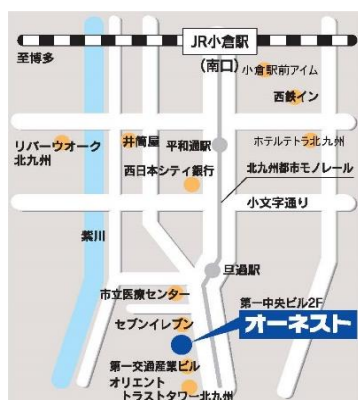 JR小倉駅
(南口)
至博多
小倉駅前アイム
西鉄イン
リバーウオーク
北九州
井筒屋
平和通駅
ホテルテトラ北九州
西日本シティ銀行
北九州都市モノレール
小文字通り
紫川
旦過駅
市立医療センター
第一中央ビル2F
セブンイレブン
オーネスト
第一交通産業ビル
オリエント
トラストタワー北九州